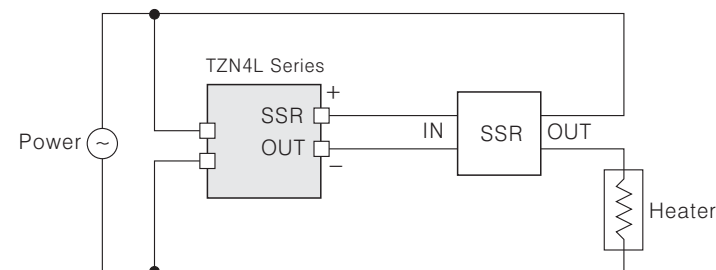 TZN4L Series
+
SSR
OUT
−
Power
~
IN
SSR
OUT
Heater